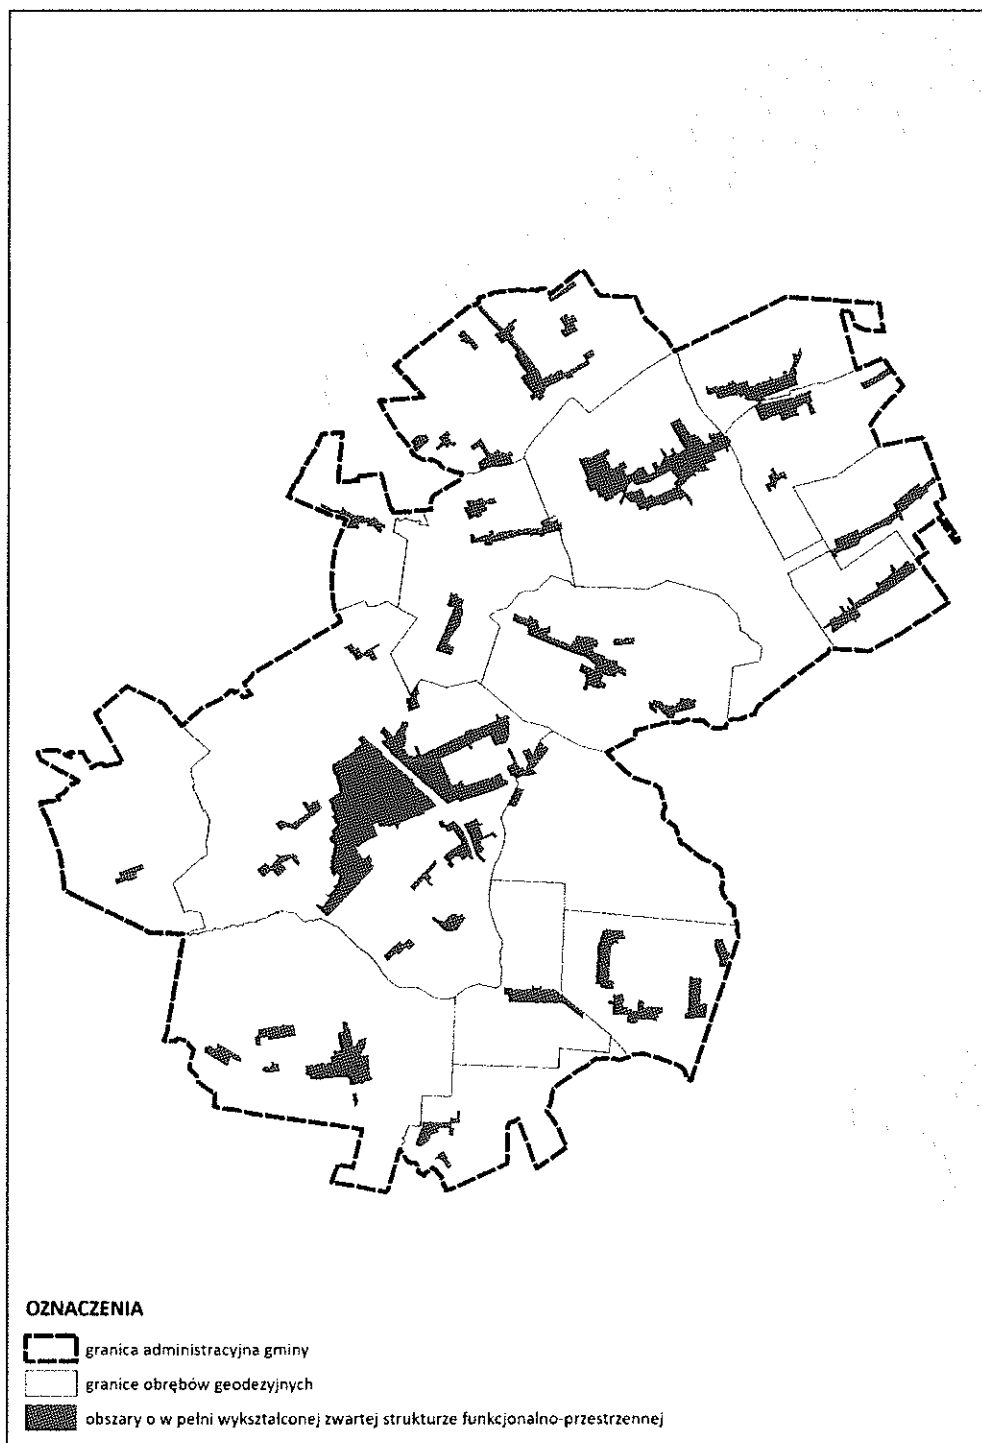 OZNACZENIA
granica administracyjna gminy
granice obrębów geodezyjnych
obszary o w pełni wykształconej zwartej strukturze funkcjonalno-przestrzennej